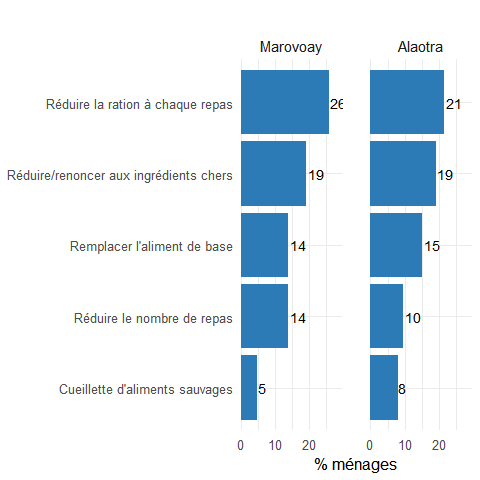 Marovoay Alaotra
Réduire la ration à chaque repas 26 21
Réduire/renoncer aux ingrédients chers 19 19
Remplacer l'aliment de base 14 15
Réduire le nombre de repas 14 10
Cueillette d'aliments sauvages 5 8
0 10 20 0 10 20
% ménages